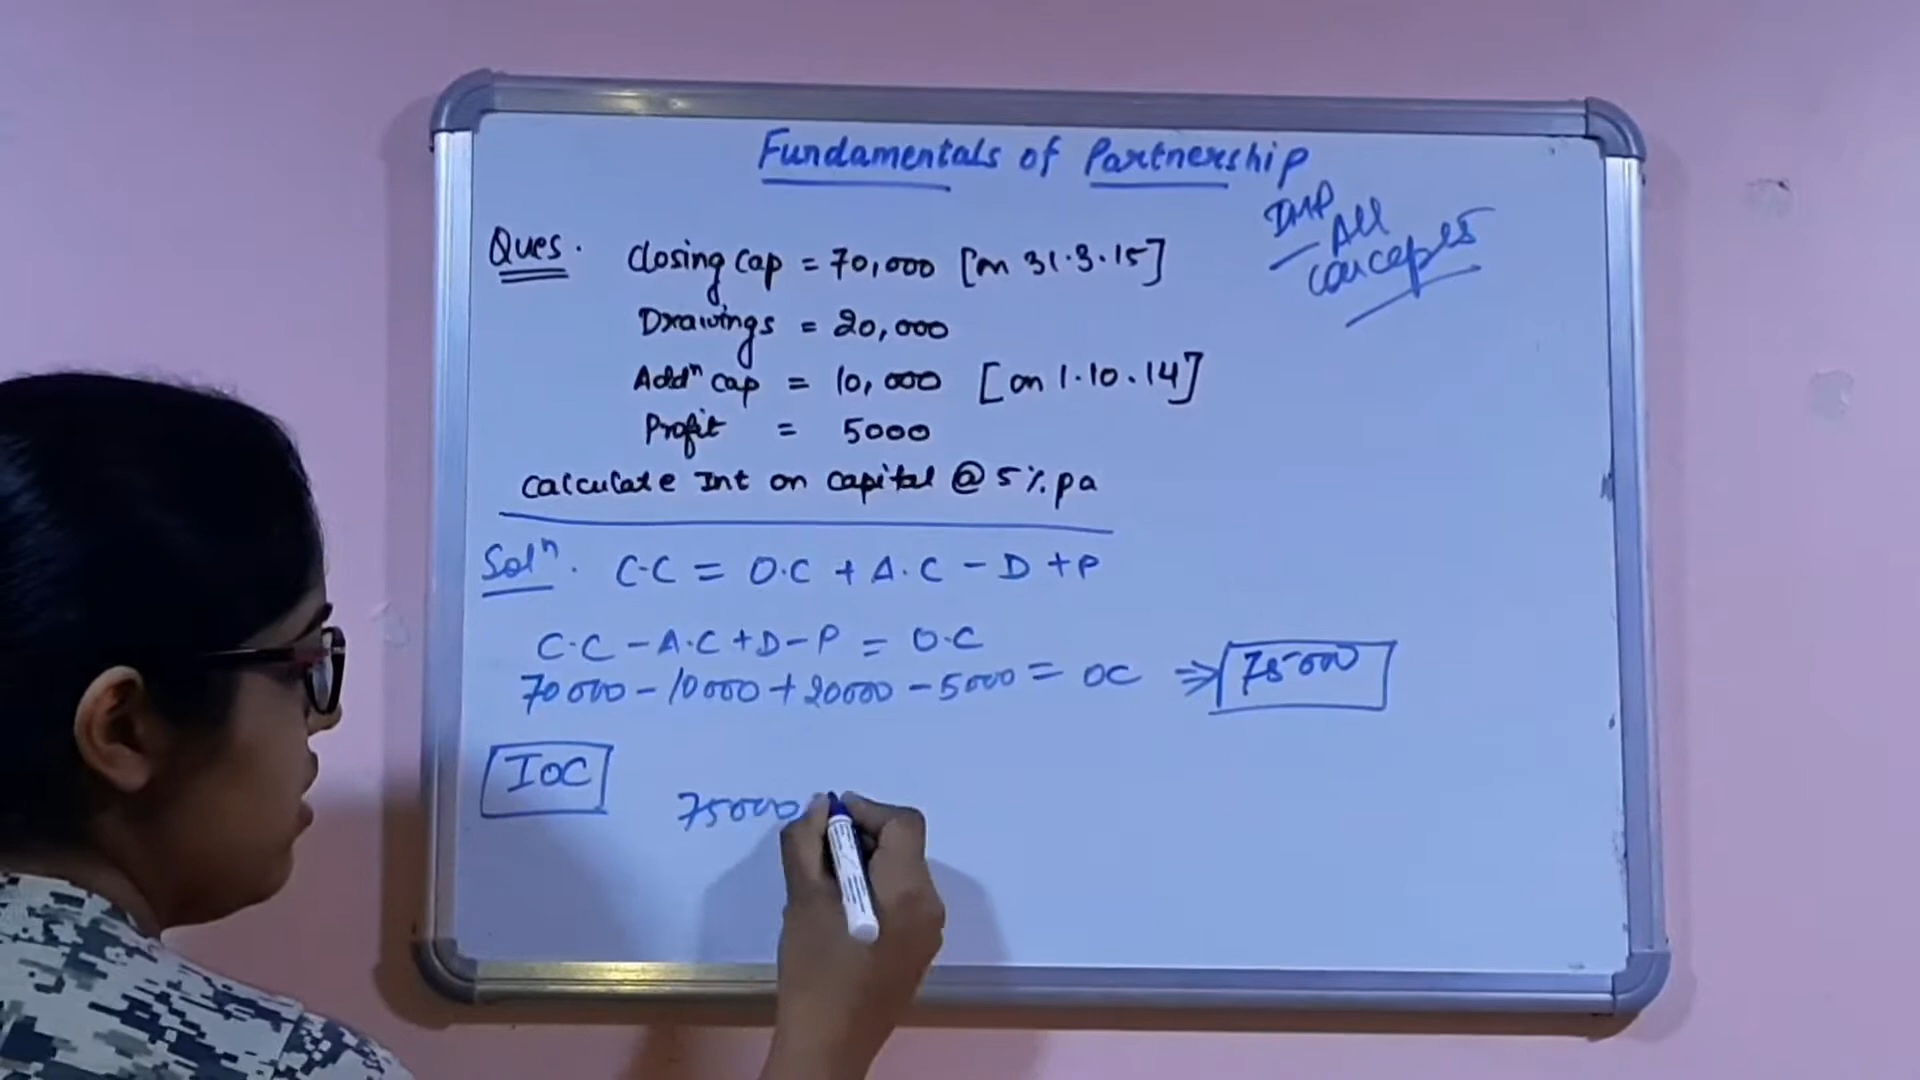 Fundamentals of Partnership
IMP
All
concepts
Ques. Closing Cap = 70,000 [on 31.3.15]
Drawings = 20,000
Addⁿ Cap = 10,000 [on 1.10.14]
Profit = 5000
Calculate Int on Capital @ 5% pa
Solⁿ. C.C = O.C + A.C - D + P
C.C - A.C + D - P = O.C
70000 - 10000 + 20000 - 5000 = OC ⇒ 75000
IOC 75000